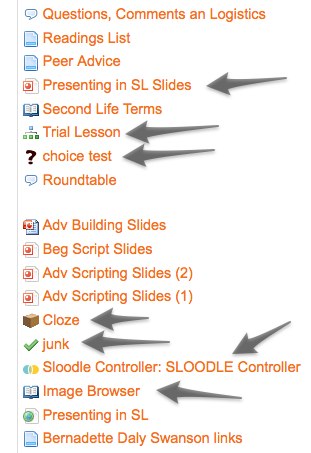 Questions, Comments an Logistics
Readings List
Peer Advice
Presenting in SL Slides
Second Life Terms
Trial Lesson
choice test
Roundtable
Adv Building Slides
Beg Script Slides
Adv Scripting Slides (2)
Adv Scripting Slides (1)
Cloze
junk
Sloodle Controller: SLOODLE Controller
Image Browser
Presenting in SL
Bernadette Daly Swanson links